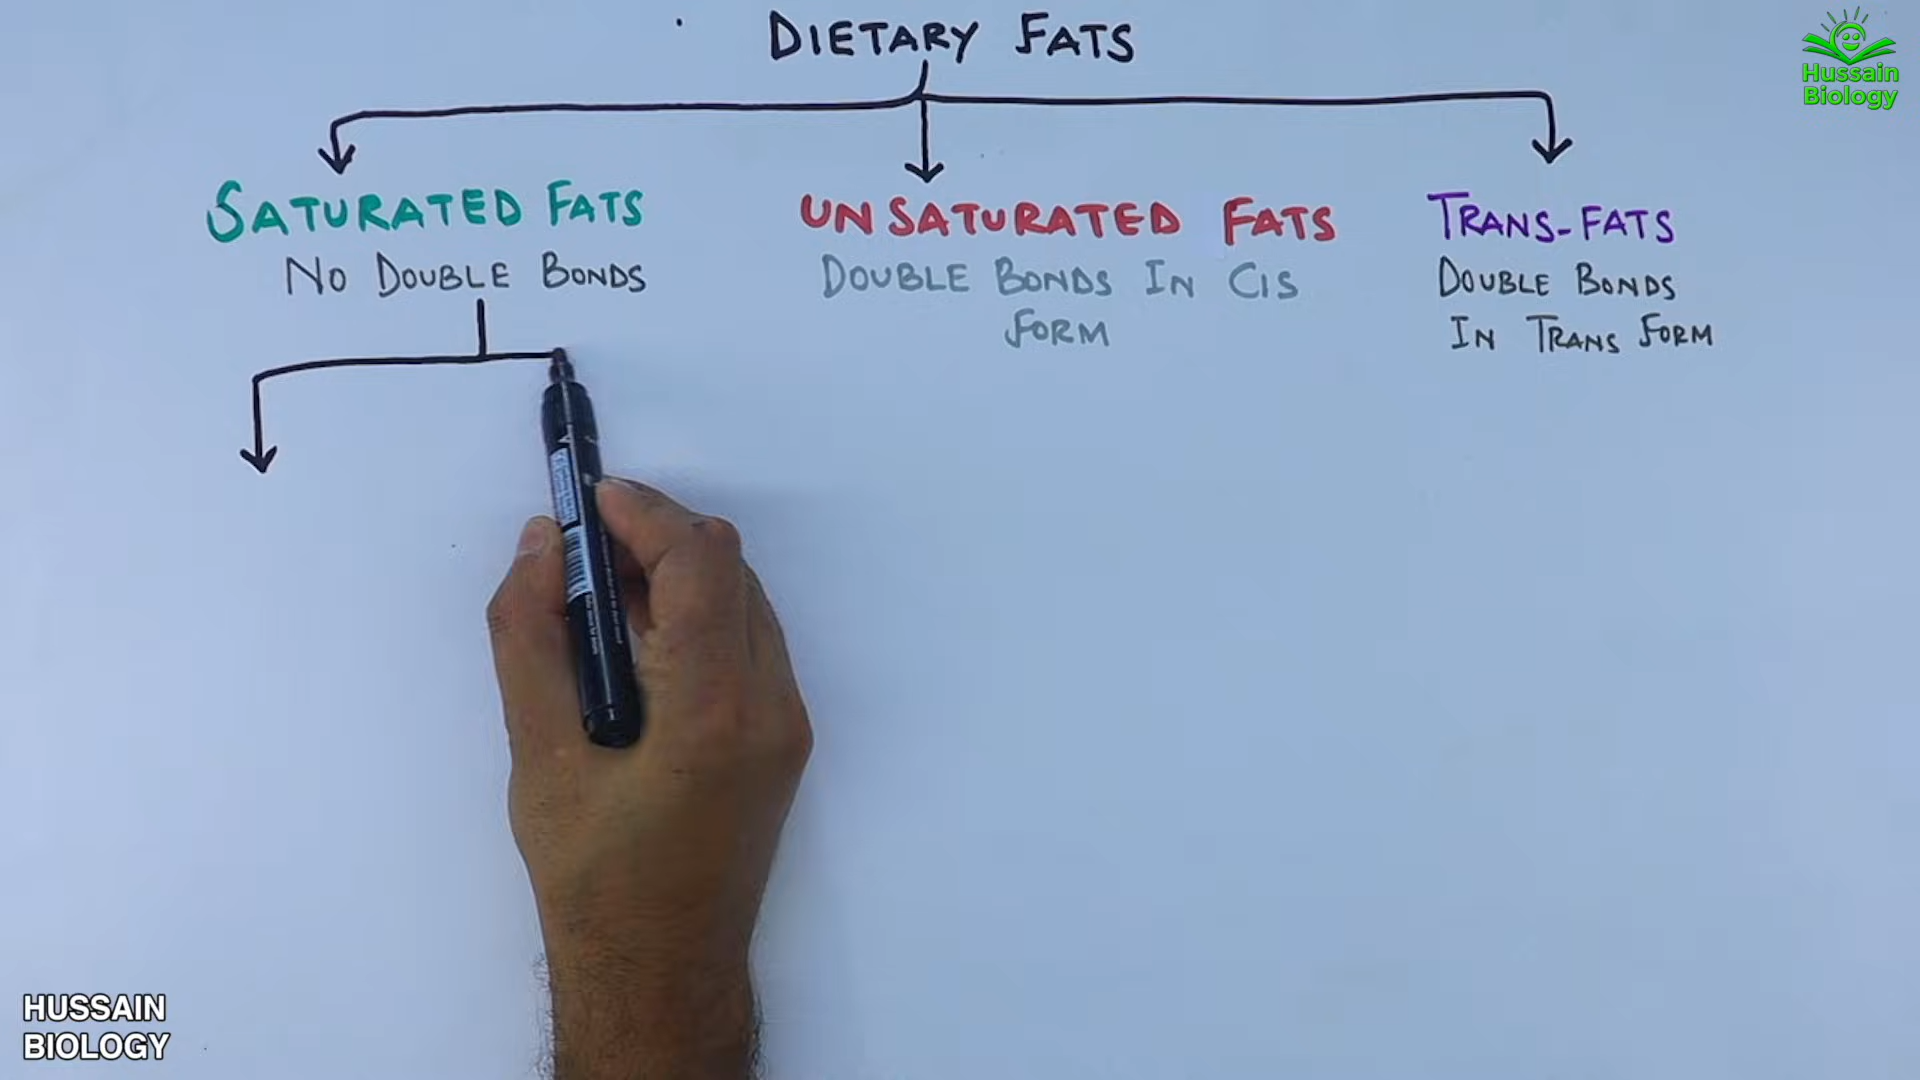 DIETARY FATS
SATURATED FATS
NO DOUBLE BONDS
UNSATURATED FATS
DOUBLE BONDS IN CIS
FORM
TRANS-FATS
DOUBLE BONDS
IN TRANS FORM
Hussain
Biology
HUSSAIN
BIOLOGY